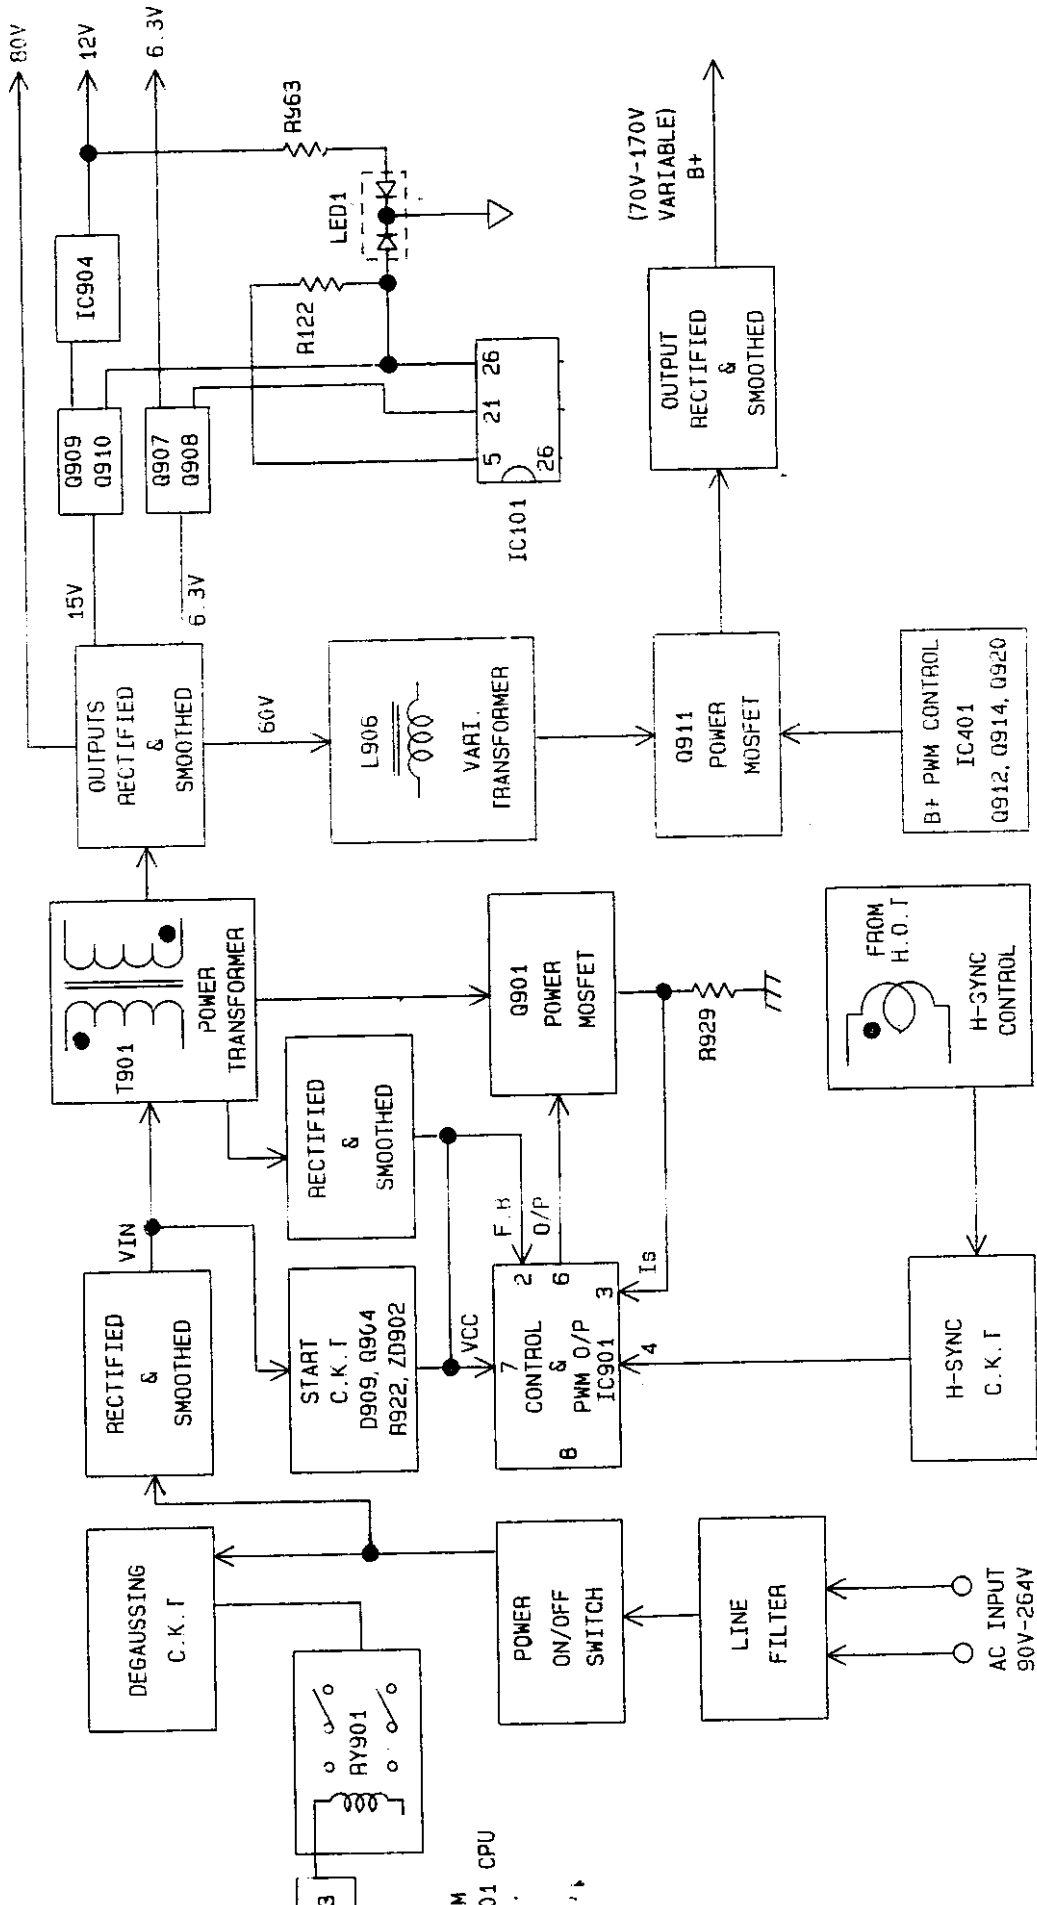 80V
12V
6.3V
IC904
R963
LED1
R122
Q909
Q910
Q907
Q908
15V
6.3V
5 21 26
26
IC101
OUTPUTS
RECTIFIED
&
SMOOTHED
60V
L906
VARI.
TRANSFORMER
Q911
POWER
MOSFET
OUTPUT
RECTIFIED
&
SMOOTHED
(70V-170V
VARIABLE)
B+
B+ PWM CONTROL
IC401
Q912, Q914, Q920
T901
POWER
TRANSFORMER
RECTIFIED
&
SMOOTHED
Q901
POWER
MOSFET
R929
FROM
H.O.T
H-SYNC
CONTROL
RECTIFIED
&
SMOOTHED
VIN
START
C.K.T
D909, Q904
R922, ZD902
VCC
F.B
O/P
Is
7 2
6
3
8
CONTROL
&
PWM O/P
IC901
4
H-SYNC
C.K.T
DEGAUSSING
C.K.T
RY901
POWER
ON/OFF
SWITCH
LINE
FILTER
AC INPUT
90V-264V
3
M
01 CPU